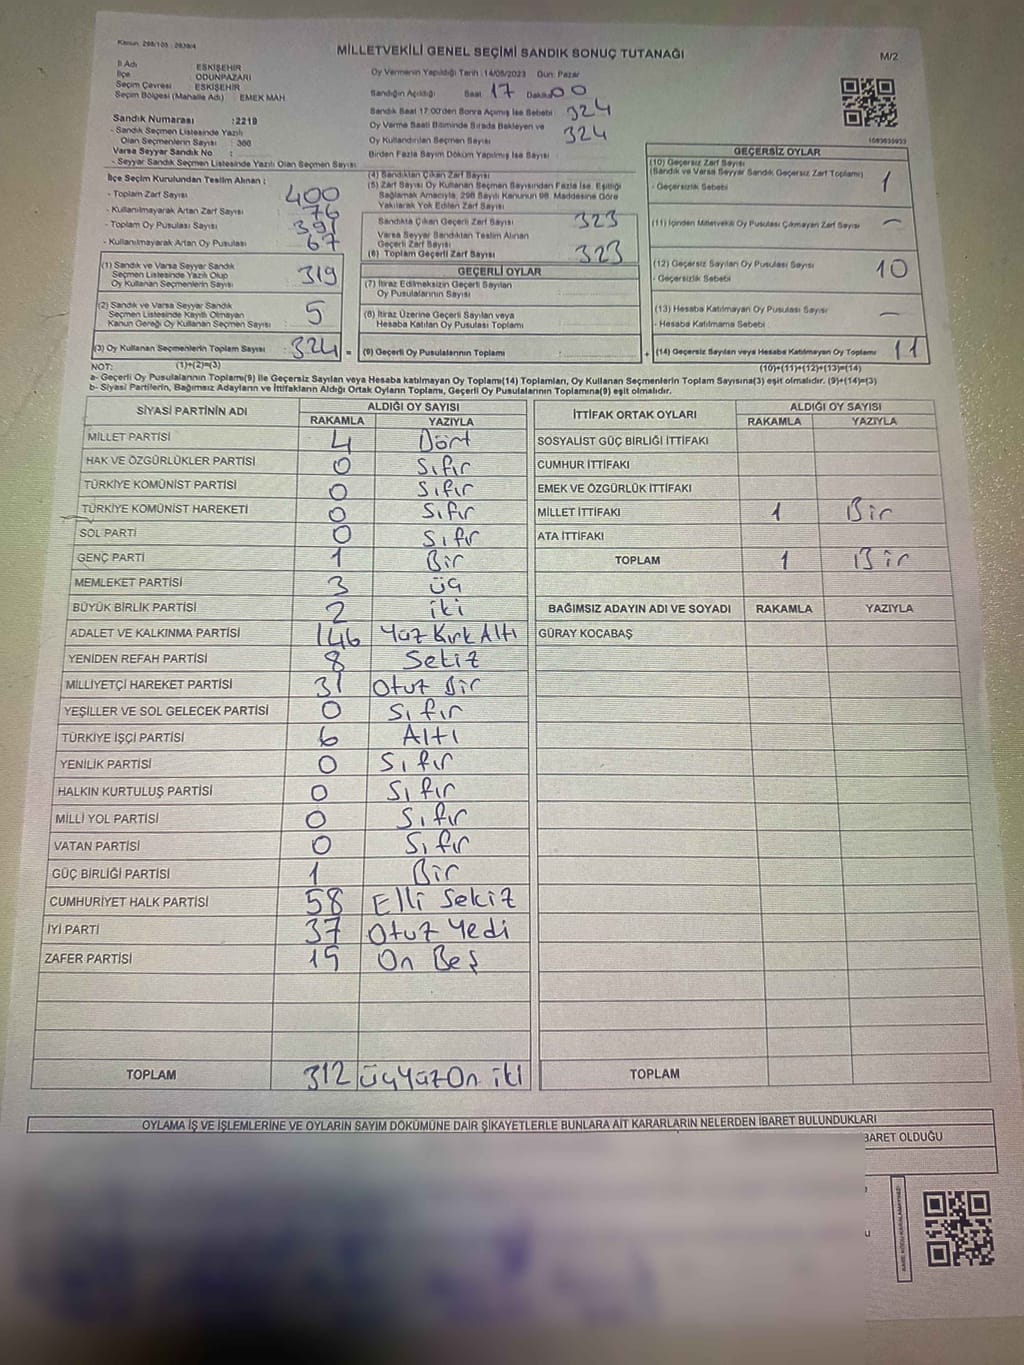 Kanun: 298/105 - 2839/4
MİLLETVEKİLİ GENEL SEÇİMİ SANDIK SONUÇ TUTANAĞI
M/2
İl Adı : ESKİŞEHİR
İlçe : ODUNPAZARI
Seçim Çevresi : ESKİŞEHİR
Seçim Bölgesi (Mahalle Adı) : EMEK MAH
Sandık Numarası :2219
- Sandık Seçmen Listesinde Yazılı
Olan Seçmenlerin Sayısı : 360
Varsa Seyyar Sandık No :
- Seyyar Sandık Seçmen Listesinde Yazılı Olan Seçmen Sayısı:
Oy Vermenin Yapıldığı Tarih :14/05/2023 Gün: Pazar
Sandığın Açıldığı Saat 17 Dakika 00
Sandık Saat 17:00'den Sonra Açılmış İse Sebebi 324
Oy Verme Saati Bitiminde Sırada Bekleyen ve
Oy Kullandırılan Seçmen Sayısı 324
Birden Fazla Sayım Döküm Yapılmış İse Sayısı
İlçe Seçim Kurulundan Teslim Alınan :
- Toplam Zarf Sayısı 400
- Kullanılmayarak Artan Zarf Sayısı 76
- Toplam Oy Pusulası Sayısı 391
- Kullanılmayarak Artan Oy Pusulası 67
(1) Sandık ve Varsa Seyyar Sandık
Seçmen Listesinde Yazılı Olup
Oy Kullanan Seçmenlerin Sayısı : 319
(2) Sandık ve Varsa Seyyar Sandık
Seçmen Listesinde Kayıtlı Olmayan
Kanun Gereği Oy Kullanan Seçmen Sayısı : 5
(3) Oy Kullanan Seçmenlerin Toplam Sayısı : 324 =
(1)+(2)=(3)
(4) Sandıktan Çıkan Zarf Sayısı
(5) Zarf Sayısı Oy Kullanan Seçmen Sayısından Fazla İse, Eşitliği
Sağlamak Amacıyla, 298 Sayılı Kanunun 98. Maddesine Göre
Yakılarak Yok Edilen Zarf Sayısı
Sandıkta Çıkan Geçerli Zarf Sayısı 323
Varsa Seyyar Sandıktan Teslim Alınan
Geçerli Zarf Sayısı
(6) Toplam Geçerli Zarf Sayısı 323
GEÇERLİ OYLAR
(7) İtiraz Edilmeksizin Geçerli Sayılan
Oy Pusulalarının Sayısı
(8) İtiraz Üzerine Geçerli Sayılan veya
Hesaba Katılan Oy Pusulası Toplamı
(9) Geçerli Oy Pusulalarının Toplamı +
1083635933
GEÇERSİZ OYLAR
(10) Geçersiz Zarf Sayısı
(Sandık ve Varsa Seyyar Sandık Geçersiz Zarf Toplamı)
- Geçersizlik Sebebi 1
(11) İçinden Milletvekili Oy Pusulası Çıkmayan Zarf Sayısı -
(12) Geçersiz Sayılan Oy Pusulası Sayısı 10
- Geçersizlik Sebebi
(13) Hesaba Katılmayan Oy Pusulası Sayısı -
- Hesaba Katılmama Sebebi
(14) Geçersiz Sayılan veya Hesaba Katılmayan Oy Toplamı 11
(10)+(11)+(12)+(13)=(14)
NOT:
a- Geçerli Oy Pusulalarının Toplamı(9) ile Geçersiz Sayılan veya Hesaba katılmayan Oy Toplamı(14) Toplamları, Oy Kullanan Seçmenlerin Toplam Sayısına(3) eşit olmalıdır. (9)+(14)=(3)
b- Siyasi Partilerin, Bağımsız Adayların ve İttifakların Aldığı Ortak Oyların Toplamı, Geçerli Oy Pusulalarının Toplamına(9) eşit olmalıdır.
SİYASİ PARTİNİN ADI ALDIĞI OY SAYISI
RAKAMLA YAZIYLA
MİLLET PARTİSİ 4 Dört
HAK VE ÖZGÜRLÜKLER PARTİSİ 0 Sıfır
TÜRKİYE KOMÜNİST PARTİSİ 0 Sıfır
TÜRKİYE KOMÜNİST HAREKETİ 0 Sıfır
SOL PARTİ 0 Sıfır
GENÇ PARTİ 1 Bir
MEMLEKET PARTİSİ 3 üç
BÜYÜK BİRLİK PARTİSİ 2 iki
ADALET VE KALKINMA PARTİSİ 146 Yüz Kırk Altı
YENİDEN REFAH PARTİSİ 8 Sekiz
MİLLİYETÇİ HAREKET PARTİSİ 31 Otuz Bir
YEŞİLLER VE SOL GELECEK PARTİSİ 0 Sıfır
TÜRKİYE İŞÇİ PARTİSİ 6 Altı
YENİLİK PARTİSİ 0 Sıfır
HALKIN KURTULUŞ PARTİSİ 0 Sıfır
MİLLİ YOL PARTİSİ 0 Sıfır
VATAN PARTİSİ 0 Sıfır
GÜÇ BİRLİĞİ PARTİSİ 1 Bir
CUMHURİYET HALK PARTİSİ 58 Elli Sekiz
İYİ PARTİ 37 Otuz Yedi
ZAFER PARTİSİ 15 On Beş
TOPLAM 312 üçYüzOn iki
İTTİFAK ORTAK OYLARI ALDIĞI OY SAYISI
RAKAMLA YAZIYLA
SOSYALİST GÜÇ BİRLİĞİ İTTİFAKI
CUMHUR İTTİFAKI
EMEK VE ÖZGÜRLÜK İTTİFAKI
MİLLET İTTİFAKI 1 Bir
ATA İTTİFAKI
TOPLAM 1 Bir
BAĞIMSIZ ADAYIN ADI VE SOYADI RAKAMLA YAZIYLA
GÜRAY KOCABAŞ
TOPLAM
OYLAMA İŞ VE İŞLEMLERİNE VE OYLARIN SAYIM DÖKÜMÜNE DAİR ŞİKAYETLERLE BUNLARA AİT KARARLARIN NELERDEN İBARET BULUNDUKLARI
BARET OLDUĞU